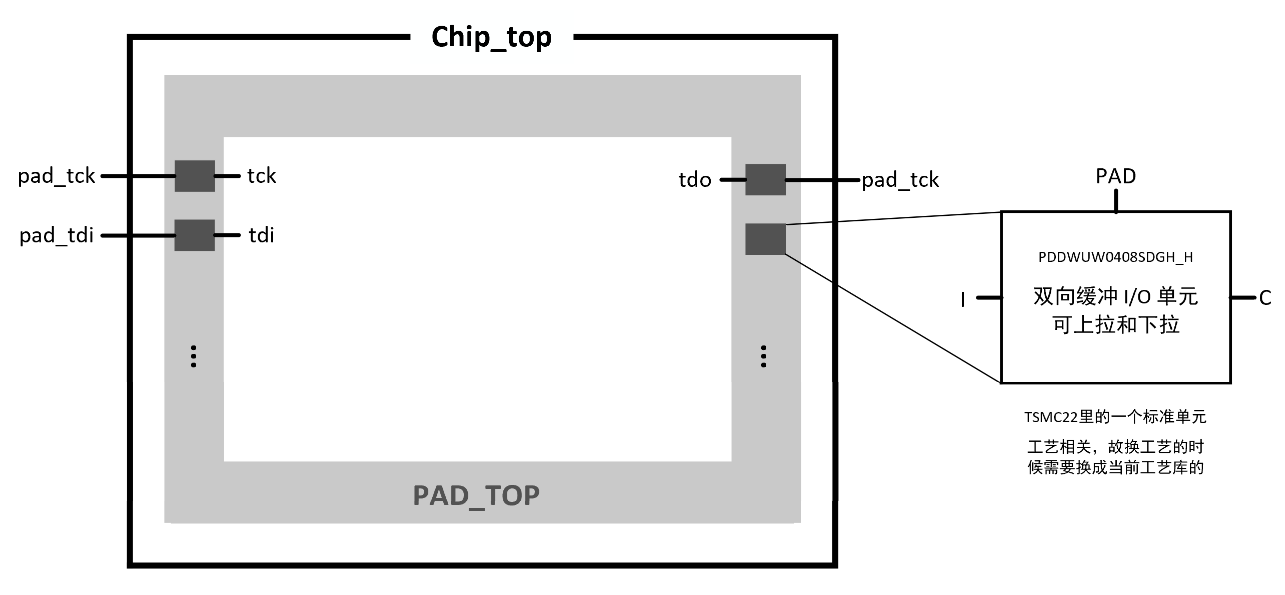 Chip_top
pad_tck
tck
tdo
pad_tck
PAD
pad_tdi
tdi
PDDWUW0408SDGH_H
I
双向缓冲 I/O 单元
可上拉和下拉
C
TSMC22里的一个标准单元
工艺相关，故换工艺的时
候需要换成当前工艺库的
PAD_TOP